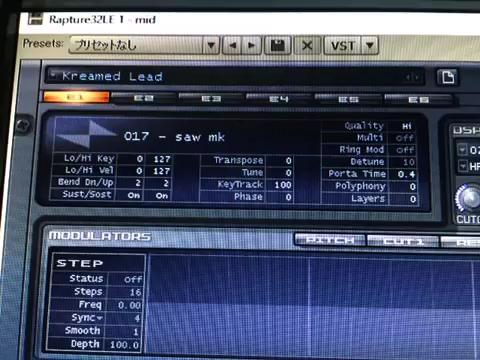 Rapture32LE 1 - mid
Presets: プリセットなし VST
Kreamed Lead
E1 E2 E3 E4 E5 E6
017 - saw mk
Quality Hi
Multi Off
Ring Mod Off
Detune 10
Porta Time 0.4
Polyphony 0
Layers 0
Lo/Hi Key 0 127
Lo/Hi Vel 0 127
Bend Dn/Up 2 2
Sust/Sost On On
Transpose 0
Tune 0
KeyTrack 100
Phase 0
MODULATORS
PITCH CUT1
STEP
Status Off
Steps 16
Freq 0.00
Sync 4
Smooth 1
Depth 100.0